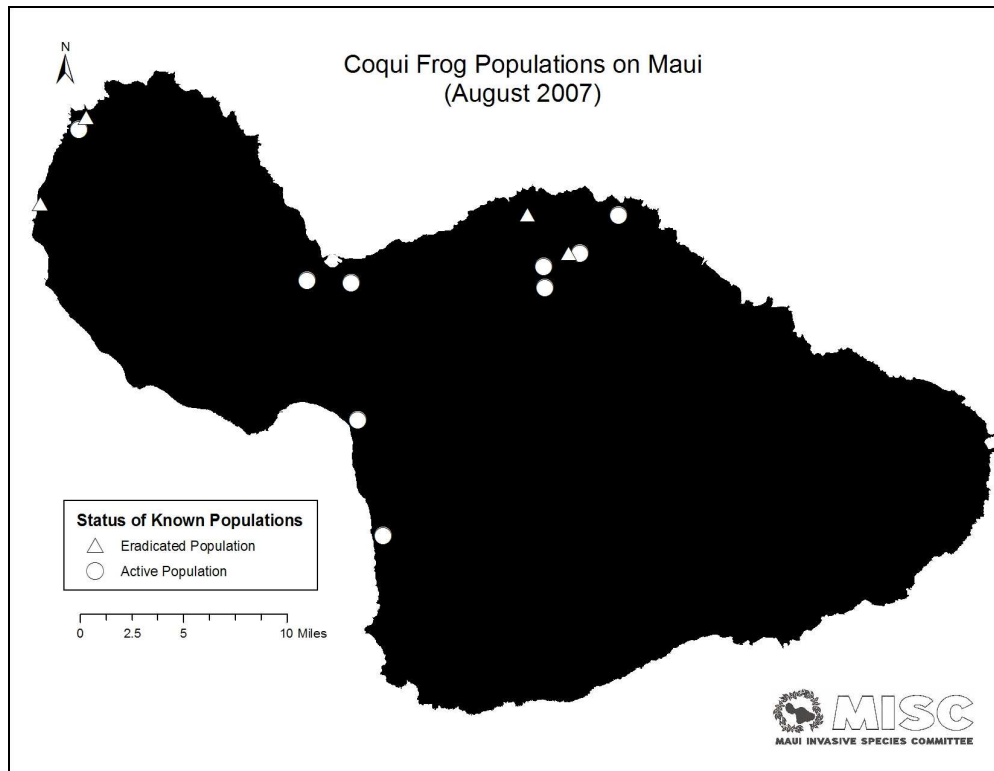 N
Coqui Frog Populations on Maui
(August 2007)
Status of Known Populations
Eradicated Population
Active Population
0 2.5 5 10 Miles
MISC
MAUI INVASIVE SPECIES COMMITTEE